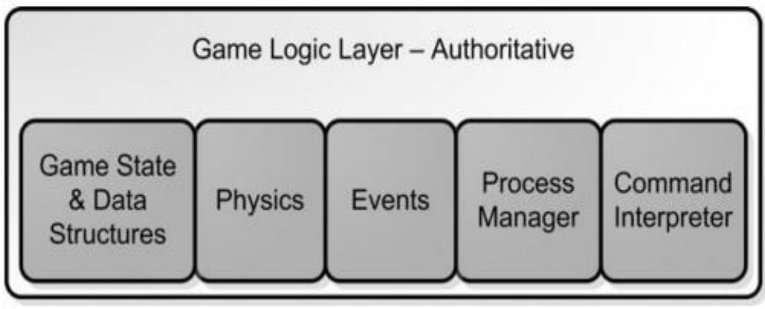 Game Logic Layer – Authoritative
Game State
& Data
Structures
Physics
Events
Process
Manager
Command
Interpreter